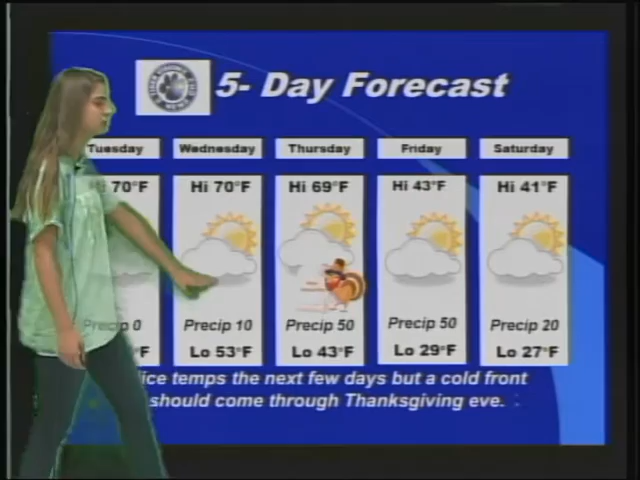 5- Day Forecast
Tuesday Wednesday Thursday Friday Saturday
Hi 70°F Hi 70°F Hi 69°F Hi 43°F Hi 41°F
Precip 0 Precip 10 Precip 50 Precip 50 Precip 20
°F Lo 53°F Lo 43°F Lo 29°F Lo 27°F
ice temps the next few days but a cold front
should come through Thanksgiving eve.